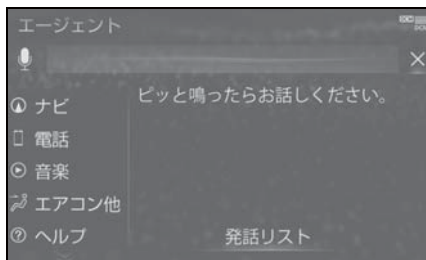 エージェント
ピッと鳴ったらお話しください。
ナビ
電話
音楽
エアコン他
ヘルプ
発話リスト